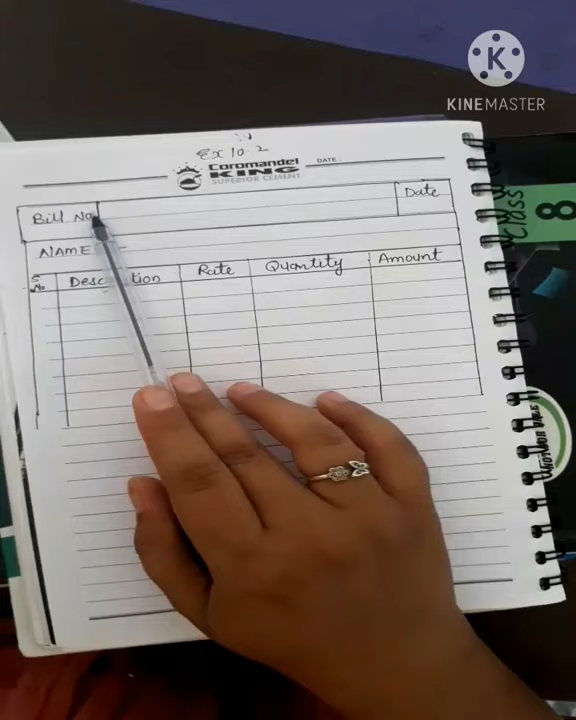 KINEMASTER
Ex 10.2
Coromandel
KING
SUPERIOR CEMENT
DATE :
Bill No
Date
NAME
S. No Description Rate Quantity Amount
Class
8